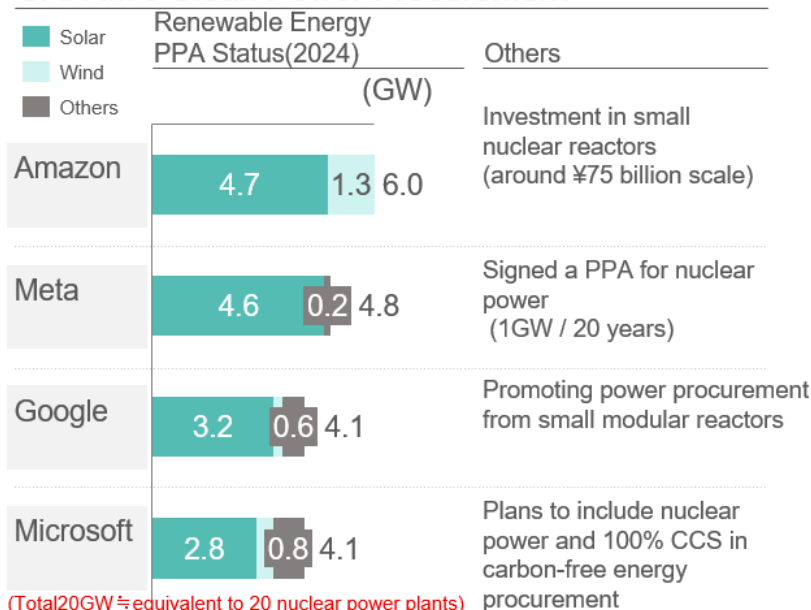 Solar
Wind
Others
Renewable Energy
PPA Status(2024)
Others
(GW)
Amazon
4.7
1.3
6.0
Investment in small
nuclear reactors
(around ¥75 billion scale)
Meta
4.6
0.2
4.8
Signed a PPA for nuclear
power
(1GW / 20 years)
Google
3.2
0.6
4.1
Promoting power procurement
from small modular reactors
Microsoft
2.8
0.8
4.1
Plans to include nuclear
power and 100% CCS in
carbon-free energy
procurement
(Total20GW≒equivalent to 20 nuclear power plants)